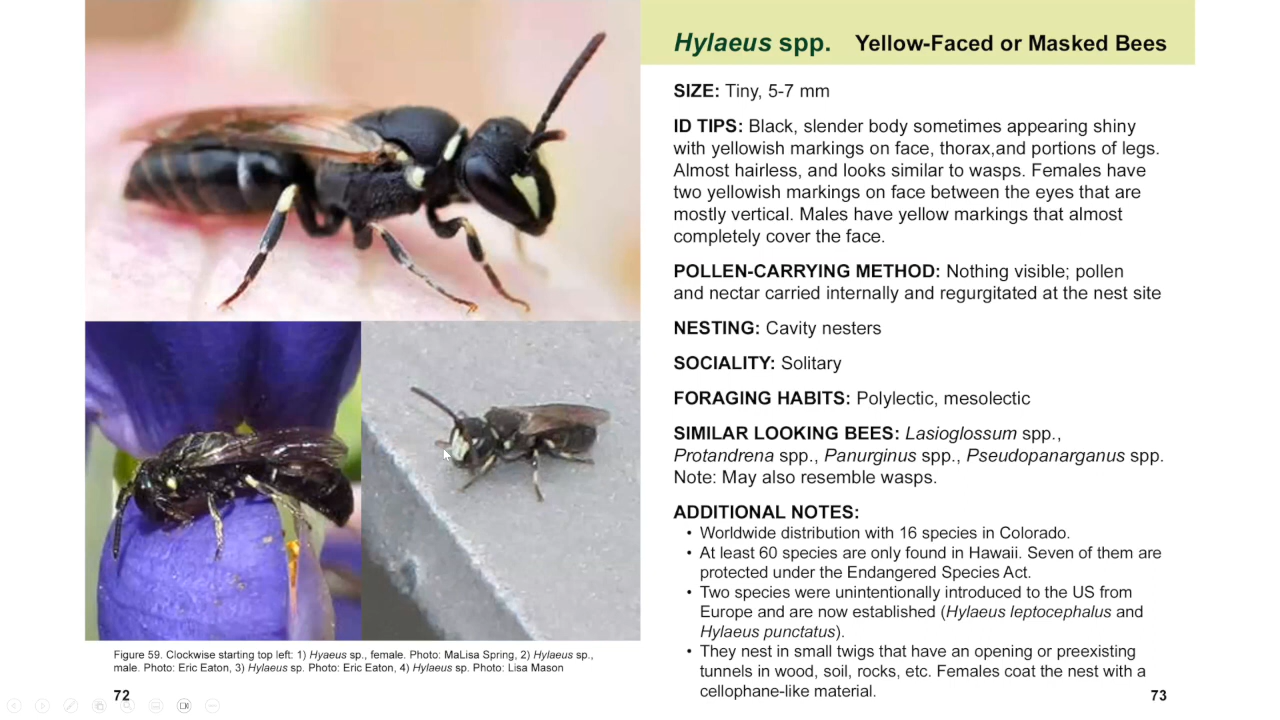 Hylaeus spp. Yellow-Faced or Masked Bees
SIZE: Tiny, 5-7 mm
ID TIPS: Black, slender body sometimes appearing shiny
with yellowish markings on face, thorax,and portions of legs.
Almost hairless, and looks similar to wasps. Females have
two yellowish markings on face between the eyes that are
mostly vertical. Males have yellow markings that almost
completely cover the face.
POLLEN-CARRYING METHOD: Nothing visible; pollen
and nectar carried internally and regurgitated at the nest site
NESTING: Cavity nesters
SOCIALITY: Solitary
FORAGING HABITS: Polylectic, mesolectic
SIMILAR LOOKING BEES: Lasioglossum spp.,
Protandrena spp., Panurginus spp., Pseudopanarganus spp.
Note: May also resemble wasps.
ADDITIONAL NOTES:
• Worldwide distribution with 16 species in Colorado.
• At least 60 species are only found in Hawaii. Seven of them are
protected under the Endangered Species Act.
• Two species were unintentionally introduced to the US from
Europe and are now established (Hylaeus leptocephalus and
Hylaeus punctatus).
• They nest in small twigs that have an opening or preexisting
tunnels in wood, soil, rocks, etc. Females coat the nest with a
cellophane-like material.
Figure 59. Clockwise starting top left: 1) Hyaeus sp., female. Photo: MaLisa Spring, 2) Hylaeus sp.,
male. Photo: Eric Eaton, 3) Hylaeus sp. Photo: Eric Eaton, 4) Hylaeus sp. Photo: Lisa Mason
72
73